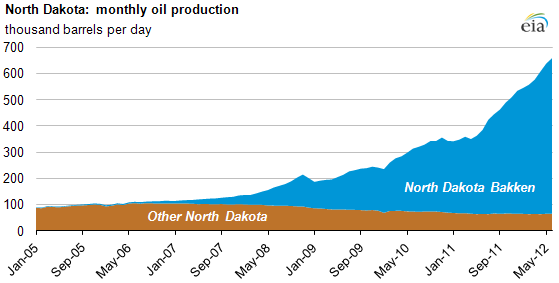 North Dakota: monthly oil production
thousand barrels per day
eia
700
600
500
400
300
200
100
0
North Dakota Bakken
Other North Dakota
Jan-05
Sep-05
May-06
Jan-07
Sep-07
May-08
Jan-09
Sep-09
May-10
Jan-11
Sep-11
May-12